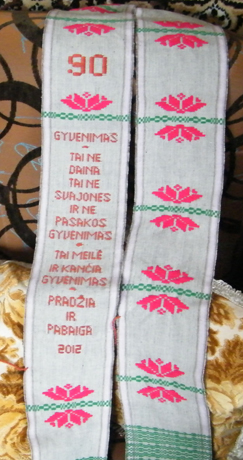 90
GYVENIMAS
-
TAI NE
DAINA
TAI NE
SVAJONES
IR NE
PASAKOS
GYVENIMAS
-
TAI MEILĖ
IR KANČIA
GYVENIMAS
-
PRADŽIA
IR
PABAIGA
2012